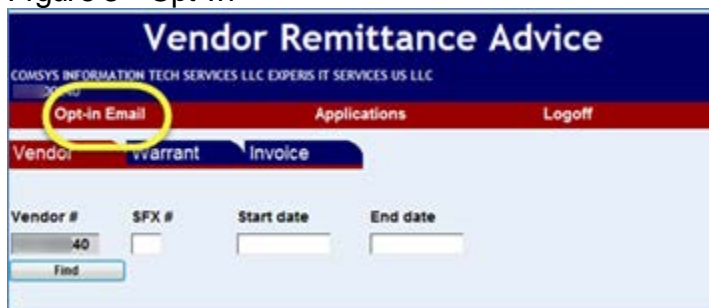 Vendor Remittance Advice
COMSYS INFORMATION TECH SERVICES LLC EXPERIS IT SERVICES US LLC
Opt-in Email Applications Logoff
Vendor Warrant Invoice
Vendor # SFX # Start date End date
40
Find